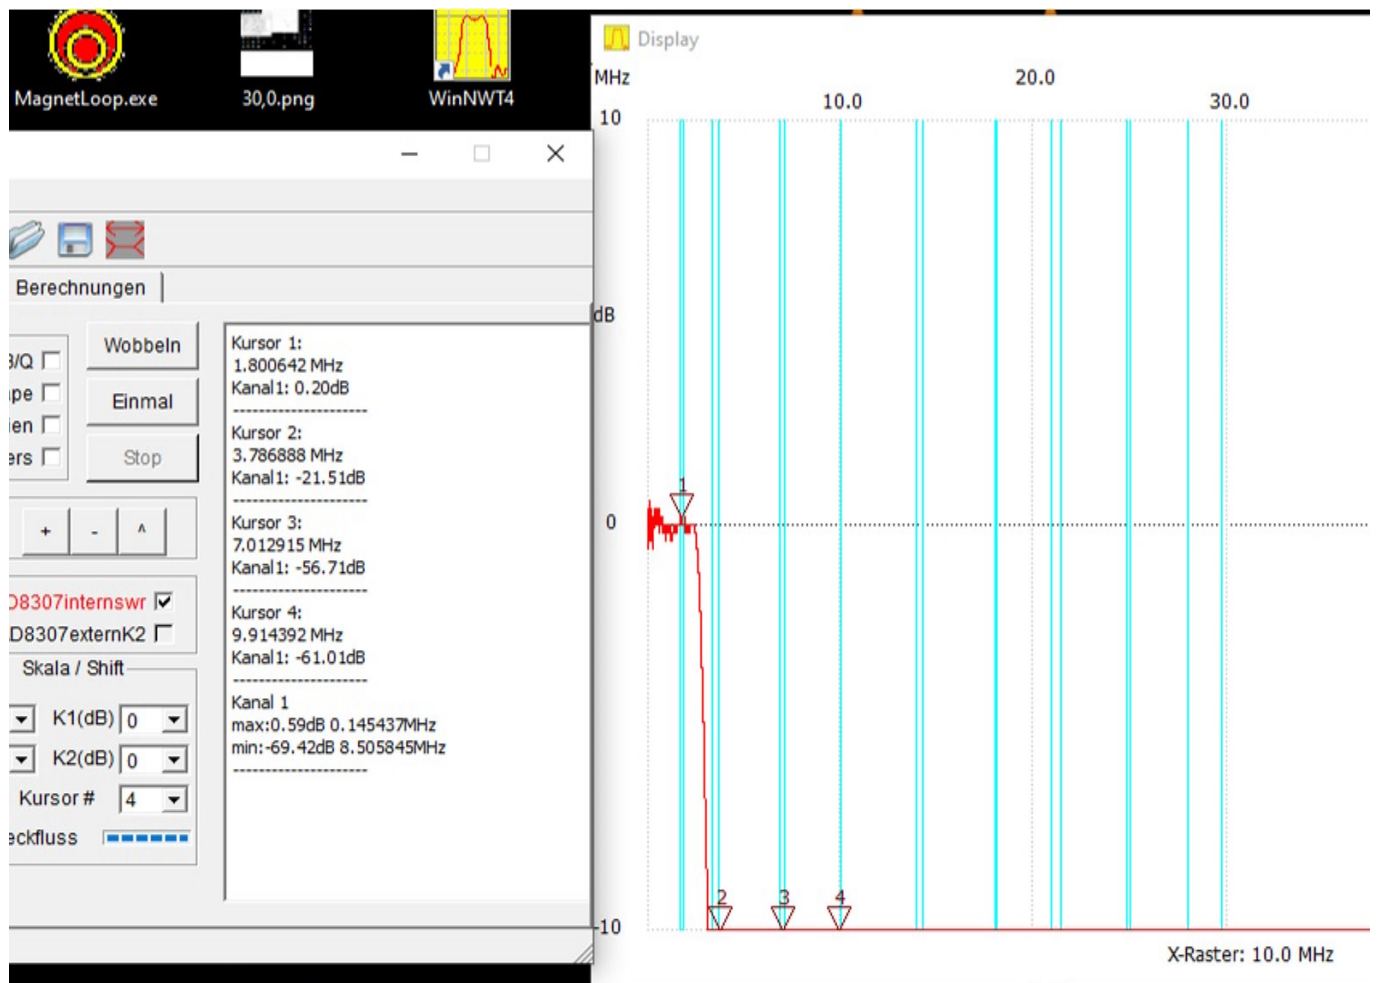 MagnetLoop.exe
30,0.png
WinNWT4
Berechnungen
Wobbeln
Einmal
Stop
+
-
^
D8307internswr
D8307externK2
Skala / Shift
K1(dB) 0
K2(dB) 0
Kursor # 4
eckfluss
Kursor 1:
1.800642 MHz
Kanal1: 0.20dB
----------------------
Kursor 2:
3.786888 MHz
Kanal1: -21.51dB
----------------------
Kursor 3:
7.012915 MHz
Kanal1: -56.71dB
----------------------
Kursor 4:
9.914392 MHz
Kanal1: -61.01dB
----------------------
Kanal 1
max:0.59dB 0.145437MHz
min:-69.42dB 8.505845MHz
----------------------
Display
MHz
20.0
10.0 30.0
10
dB
0
-10
1
2 3 4
X-Raster: 10.0 MHz